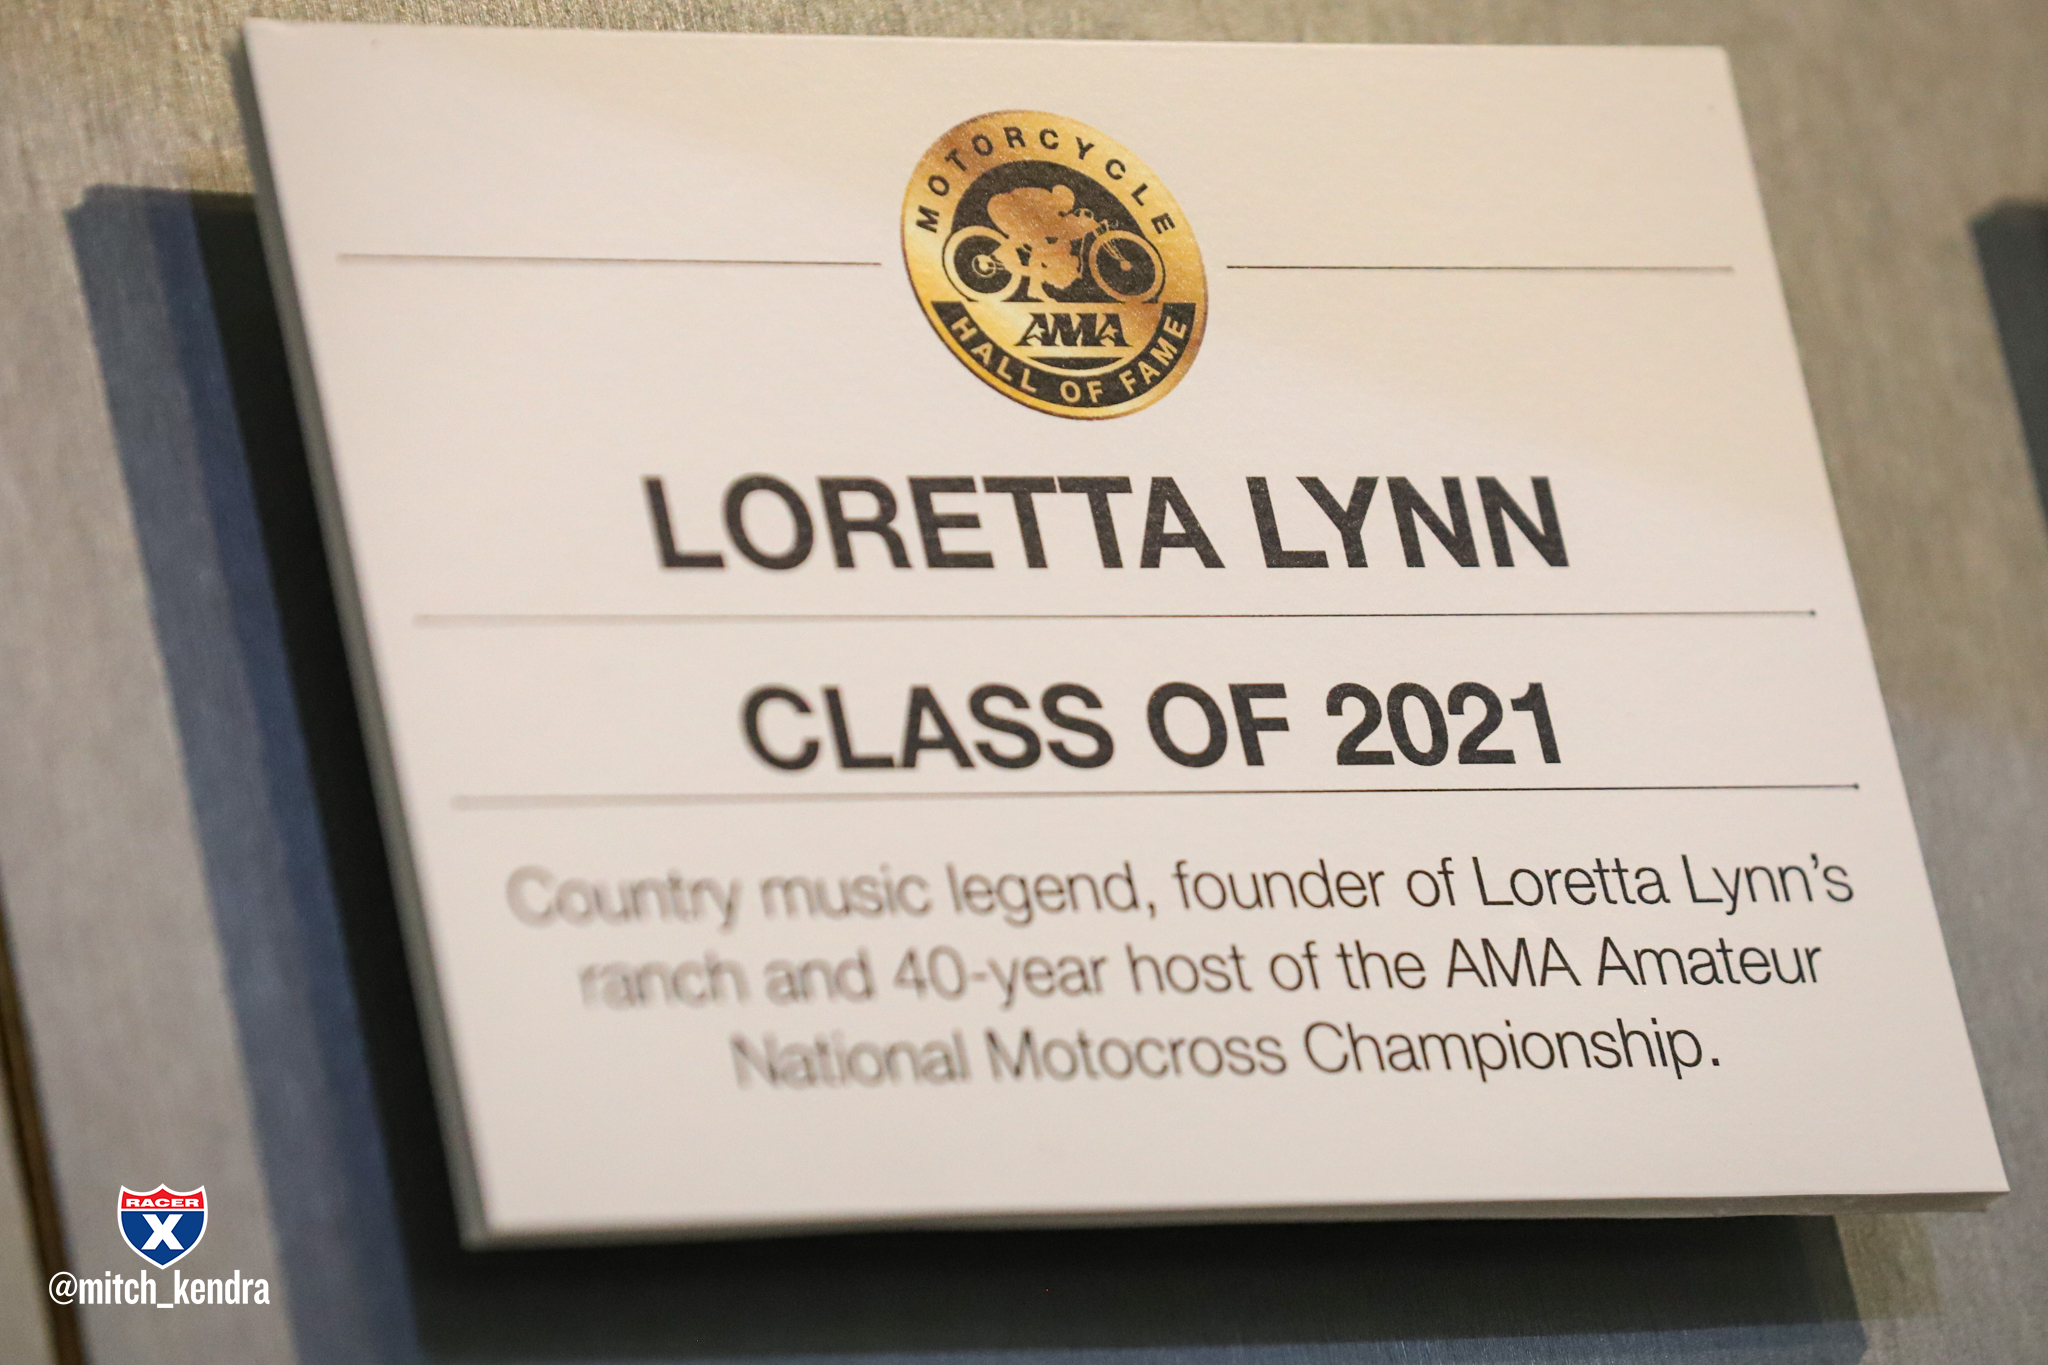 MOTORCYCLE
AMA
HALL OF FAME
LORETTA LYNN
CLASS OF 2021
Country music legend, founder of Loretta Lynn’s
ranch and 40-year host of the AMA Amateur
National Motocross Championship.
RACER
X
@mitch_kendra